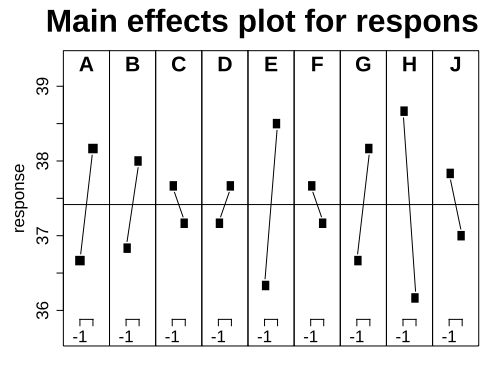 Main effects plot for respons
A B C D E F G H J
39
38
37
36
response
-1 -1 -1 -1 -1 -1 -1 -1 -1